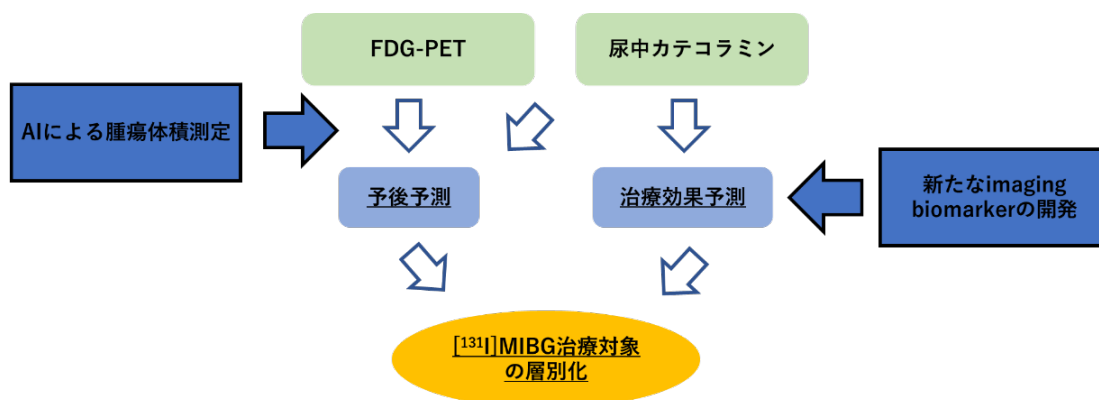 FDG-PET
尿中カテコラミン
AIによる腫瘍体積測定
予後予測
治療効果予測
新たなimaging
biomarkerの開発
[¹³¹I]MIBG治療対象
の層別化